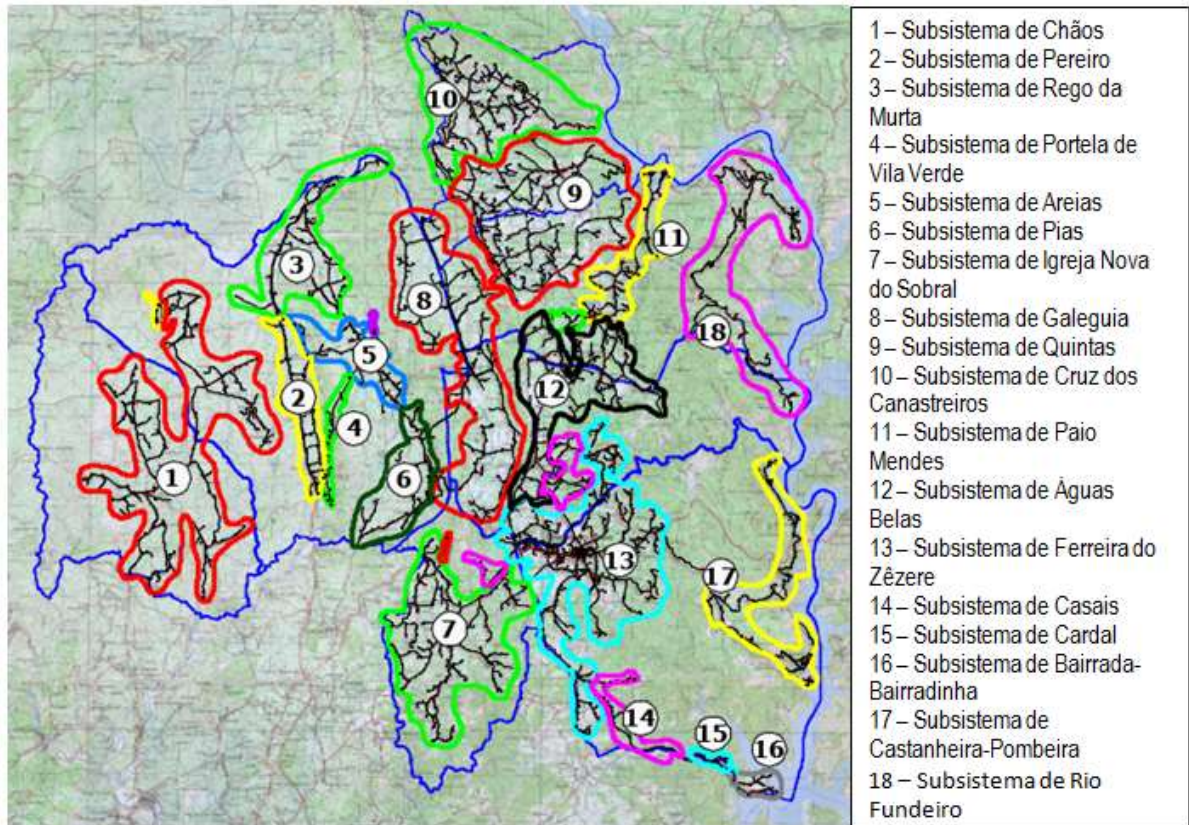 10
9
11
3
8
18
5
12
2
4
1
6
13
17
7
14
15
16
1 – Subsistema de Chãos
2 – Subsistema de Pereiro
3 – Subsistema de Rego da
Murta
4 – Subsistema de Portela de
Vila Verde
5 – Subsistema de Areias
6 – Subsistema de Pias
7 – Subsistema de Igreja Nova
do Sobral
8 – Subsistema de Galeguia
9 – Subsistema de Quintas
10 – Subsistema de Cruz dos
Canastreiros
11 – Subsistema de Paio
Mendes
12 – Subsistema de Águas
Belas
13 – Subsistema de Ferreira do
Zêzere
14 – Subsistema de Casais
15 – Subsistema de Cardal
16 – Subsistema de Bairrada-
Bairradinha
17 – Subsistema de
Castanheira-Pombeira
18 – Subsistema de Rio
Fundeiro